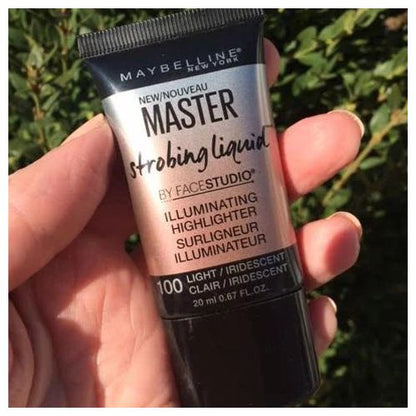 MAYBELLINE
NEW YORK
NEW/NOUVEAU
MASTER
strobing liquid
BY FACESTUDIO®
ILLUMINATING
HIGHLIGHTER
SURLIGNEUR
ILLUMINATEUR
100 LIGHT / IRIDESCENT
CLAIR / IRIDESCENT
20 ml 0.67 FL.OZ.